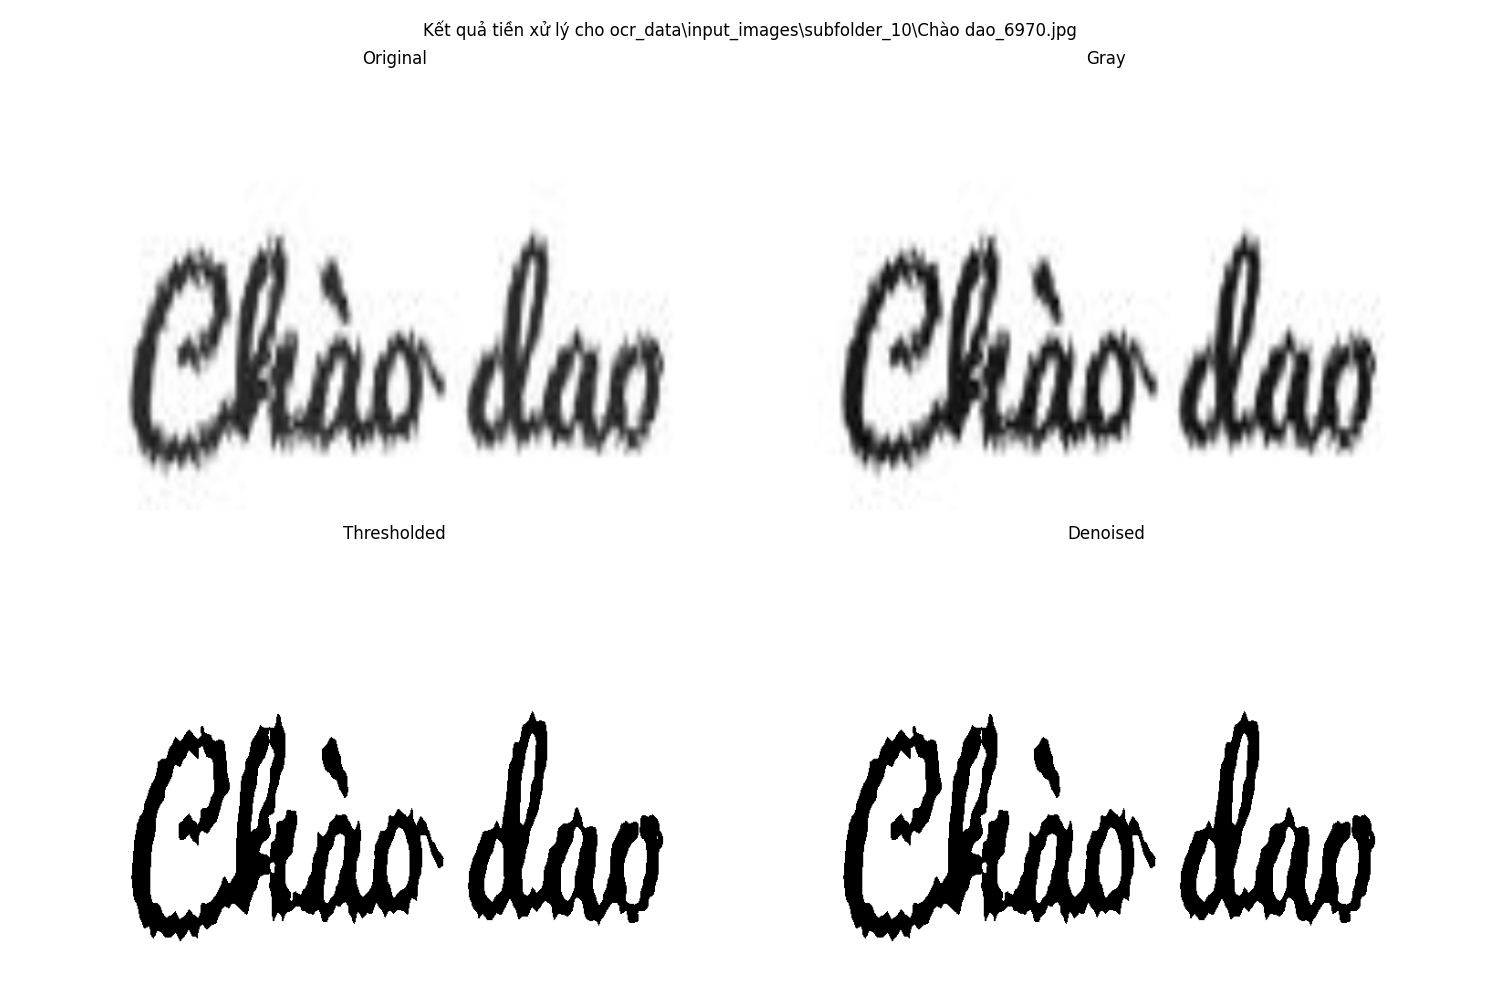 Kết quả tiền xử lý cho ocr_data\input_images\subfolder_10\Chào dao_6970.jpg
Original
Gray
Chào dao
Chào dao
Thresholded
Denoised
Chào dao
Chào dao